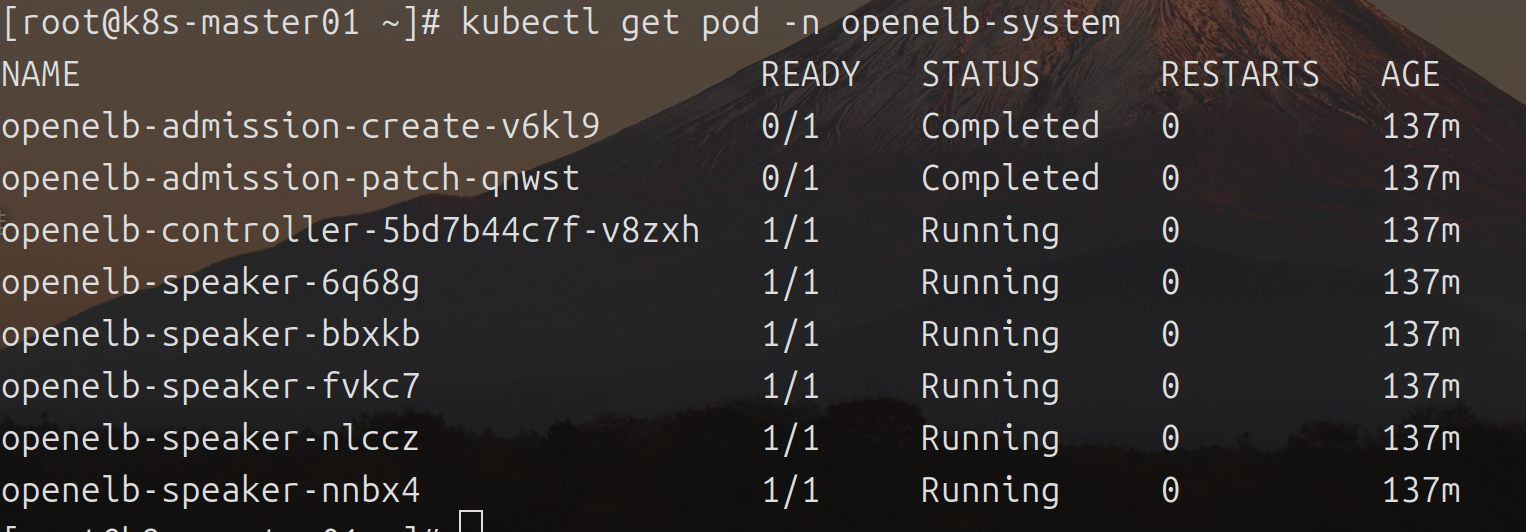 [root@k8s-master01 ~]# kubectl get pod -n openelb-system
NAME READY STATUS RESTARTS AGE
openelb-admission-create-v6kl9 0/1 Completed 0 137m
openelb-admission-patch-qnwst 0/1 Completed 0 137m
openelb-controller-5bd7b44c7f-v8zxh 1/1 Running 0 137m
openelb-speaker-6q68g 1/1 Running 0 137m
openelb-speaker-bbxkb 1/1 Running 0 137m
openelb-speaker-fvkc7 1/1 Running 0 137m
openelb-speaker-nlccz 1/1 Running 0 137m
openelb-speaker-nnbx4 1/1 Running 0 137m